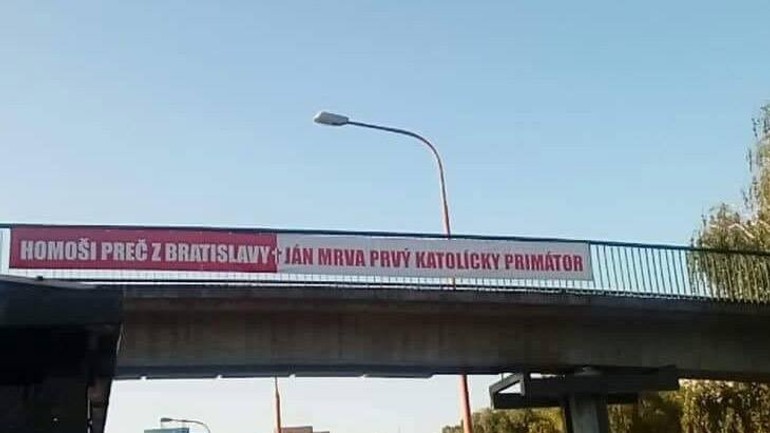 HOMOŠI PREČ Z BRATISLAVY † JÁN MRVA PRVÝ KATOLÍCKY PRIMÁTOR